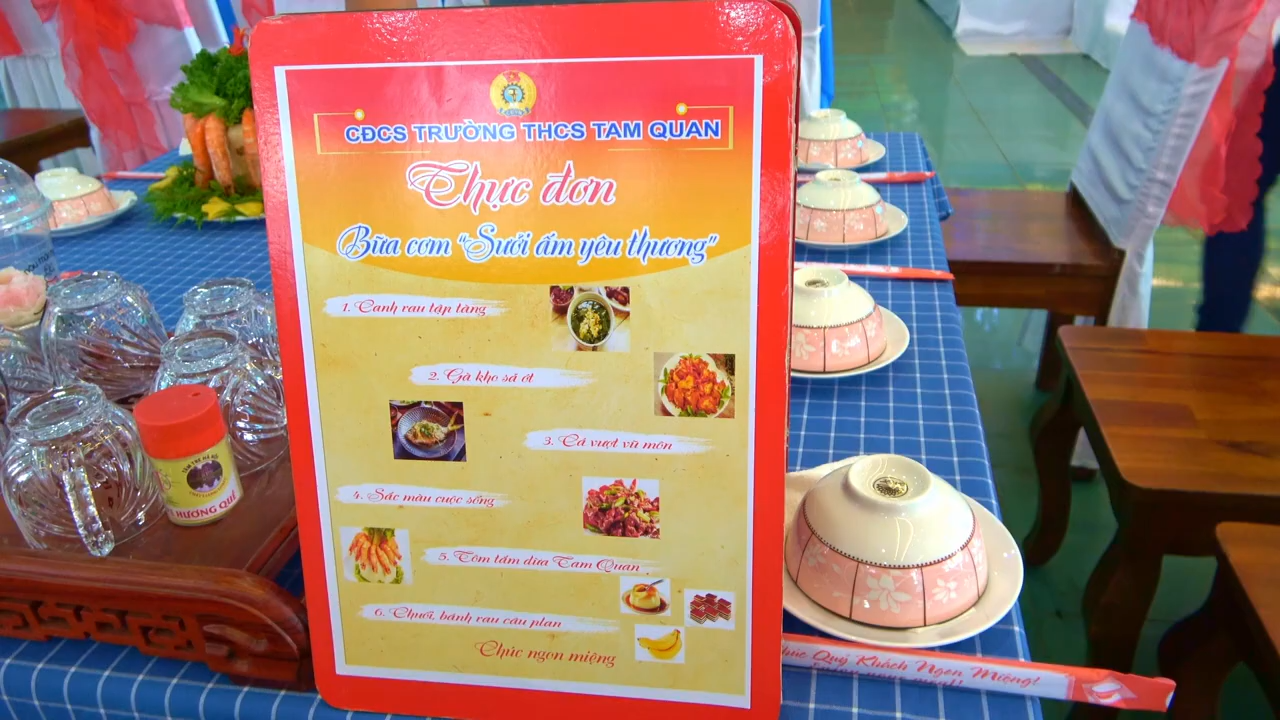 CĐCS TRƯỜNG THCS TAM QUAN
Thực đơn
Bữa cơm "Sưởi ấm yêu thương"
1. Canh rau tập tàng
2. Gà kho sả ớt
3. Cá vượt vũ môn
4. Sắc màu cuộc sống
5. Tôm tắm dừa Tam Quan
6. Chuối, bánh rau câu plan
Chúc ngon miệng
HƯƠNG QUẾ
Chúc Quý Khách Ngon Miệng!